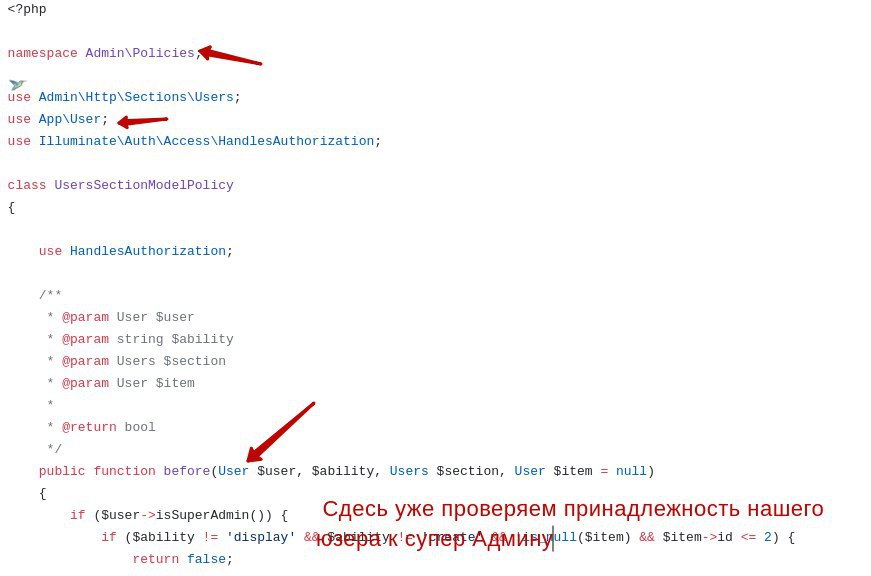 <?php
namespace Admin\Policies;
use Admin\Http\Sections\Users;
use App\User;
use Illuminate\Auth\Access\HandlesAuthorization;
class UsersSectionModelPolicy
{
use HandlesAuthorization;
/**
* @param User $user
* @param string $ability
* @param Users $section
* @param User $item
*
* @return bool
*/
public function before(User $user, $ability, Users $section, User $item = null)
{
if ($user->isSuperAdmin()) {
Сдесь уже проверяем принадлежность нашего
if ($ability != 'display' && $ability != 'create' && !is_null($item) && $item->id <= 2) {
юзера к супер Админу
return false;